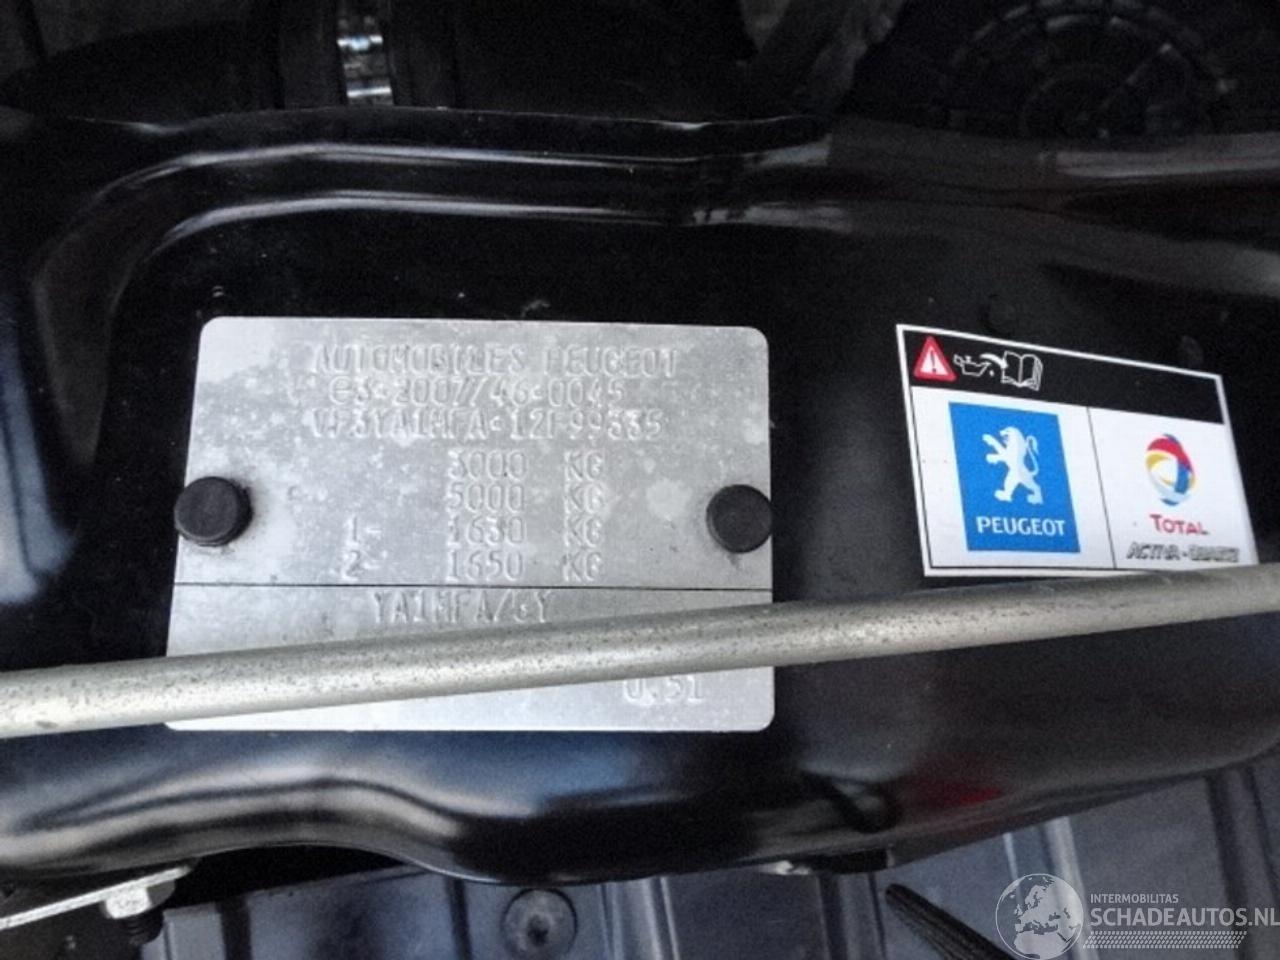 AUTOMOBILES PEUGEOT
e3*2007/46*0045
VF3YA1MFA*12F99335
3000 KG
5000 KG
1- 1630 KG
2- 1650 KG
YA1MFA/
0.51
PEUGEOT
TOTAL
ACTIVA - QUARTZ
INTERMOBILITAS
SCHADEAUTOS.NL